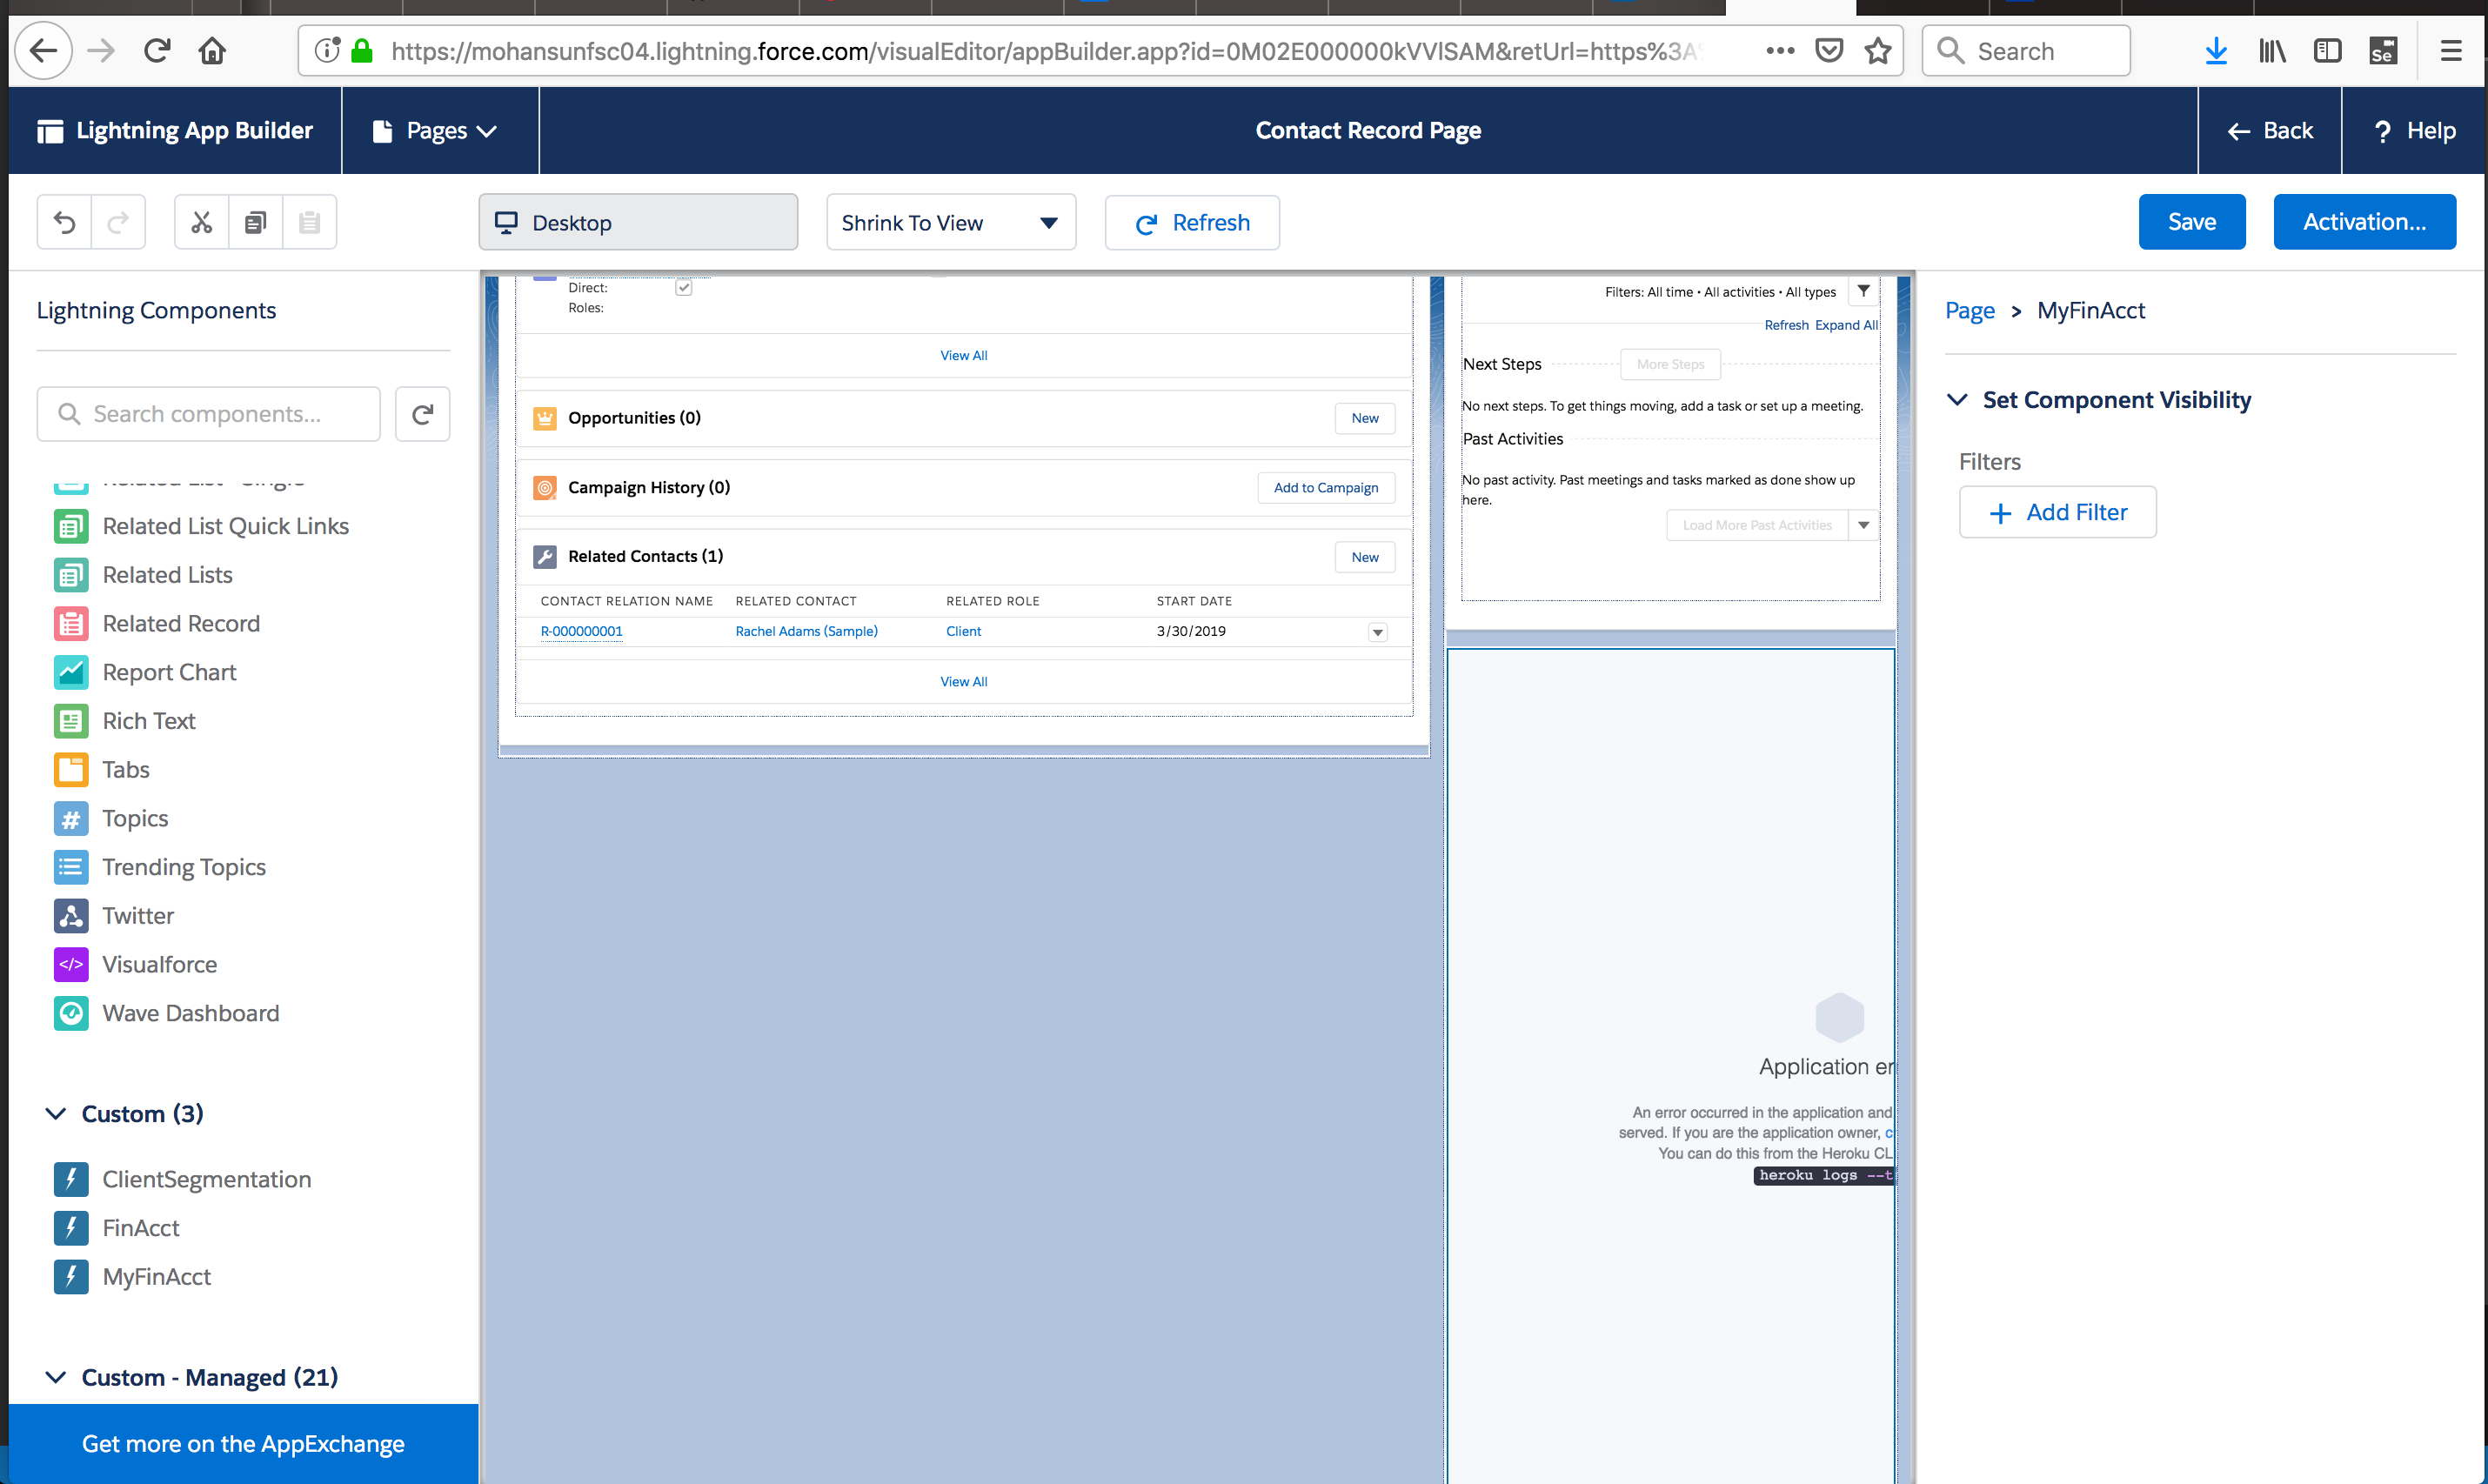 https://mohansunfsc04.lightning.force.com/visualEditor/appBuilder.app?id=0M02E000000kVVlSAM&retUrl=https%3A%
Search
Se
Lightning App Builder
Pages
Contact Record Page
Back
? Help
Desktop
Shrink To View
Refresh
Save
Activation...
Lightning Components
Search components...
Related List Quick Links
Related Lists
Related Record
Report Chart
Rich Text
Tabs
# Topics
Trending Topics
Twitter
</> Visualforce
Wave Dashboard
Custom (3)
ClientSegmentation
FinAcct
MyFinAcct
Custom - Managed (21)
Get more on the AppExchange
Direct:
Roles:
View All
Opportunities (0)
New
Campaign History (0)
Add to Campaign
Related Contacts (1)
New
CONTACT RELATION NAME RELATED CONTACT RELATED ROLE START DATE
R-000000001 Rachel Adams (Sample) Client 3/30/2019
View All
Filters: All time • All activities • All types
Refresh Expand All
Next Steps
More Steps
No next steps. To get things moving, add a task or set up a meeting.
Past Activities
No past activity. Past meetings and tasks marked as done show up
here.
Load More Past Activities
Application er
An error occurred in the application and
served. If you are the application owner, c
You can do this from the Heroku CL
heroku logs --t
Page > MyFinAcct
Set Component Visibility
Filters
+ Add Filter